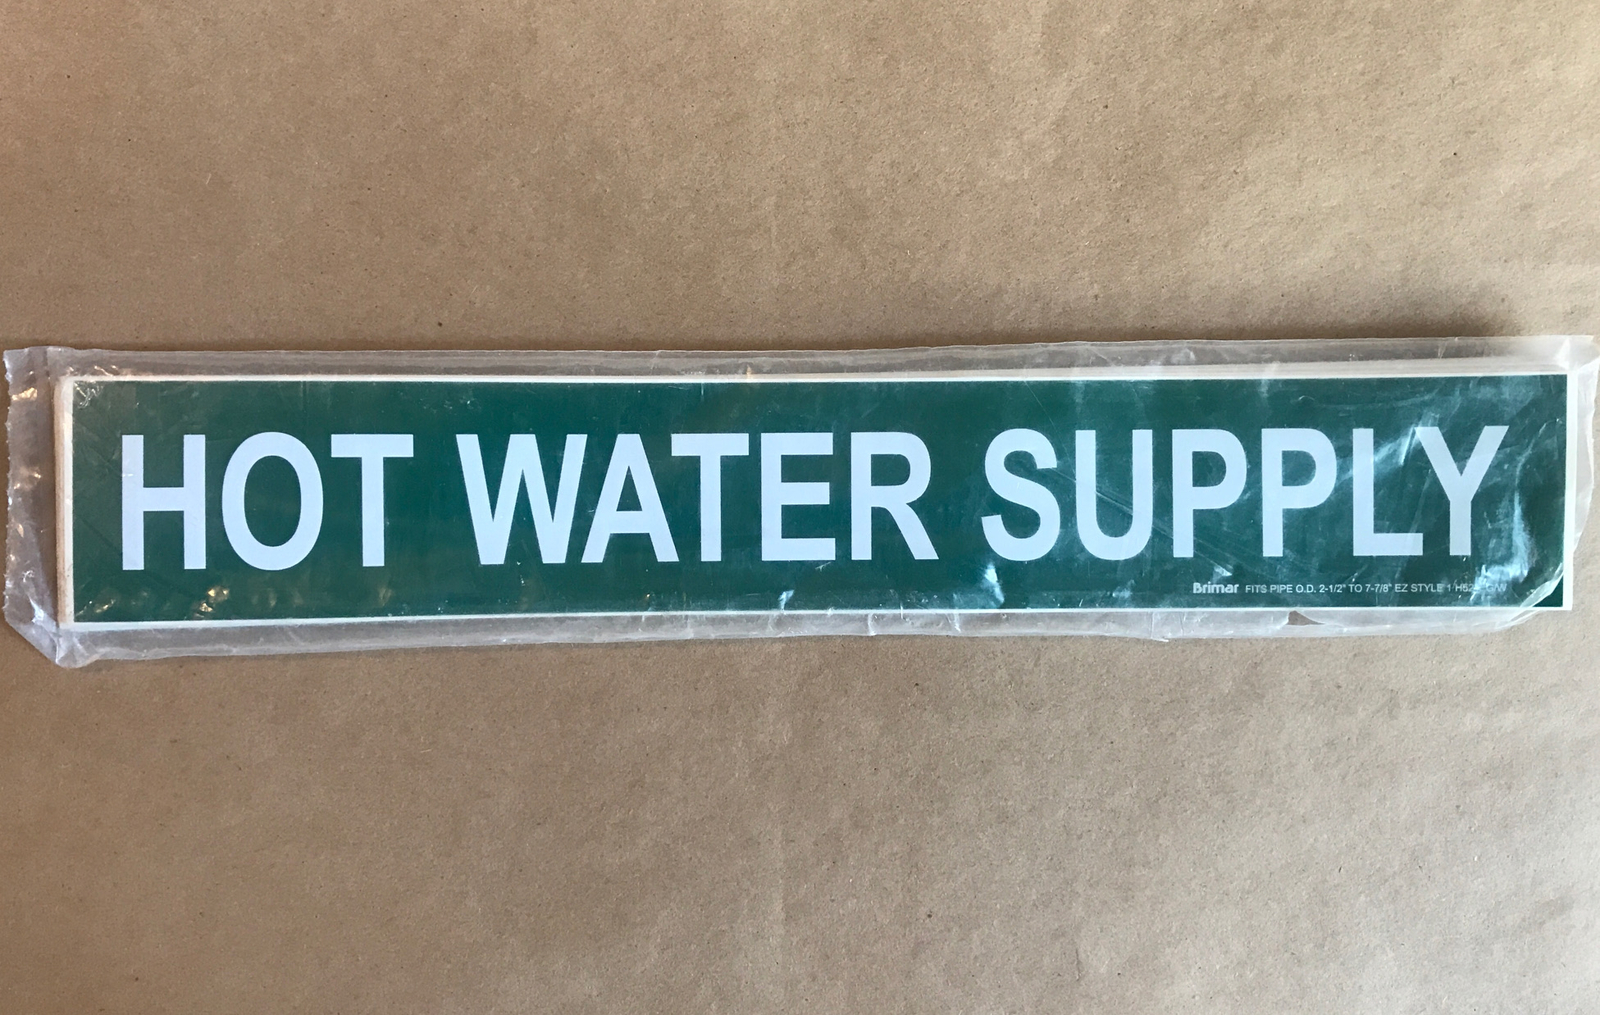 HOT WATER SUPPLY
Brimar FITS PIPE O.D. 2-1/2" TO 7-7/8" EZ STYLE 1